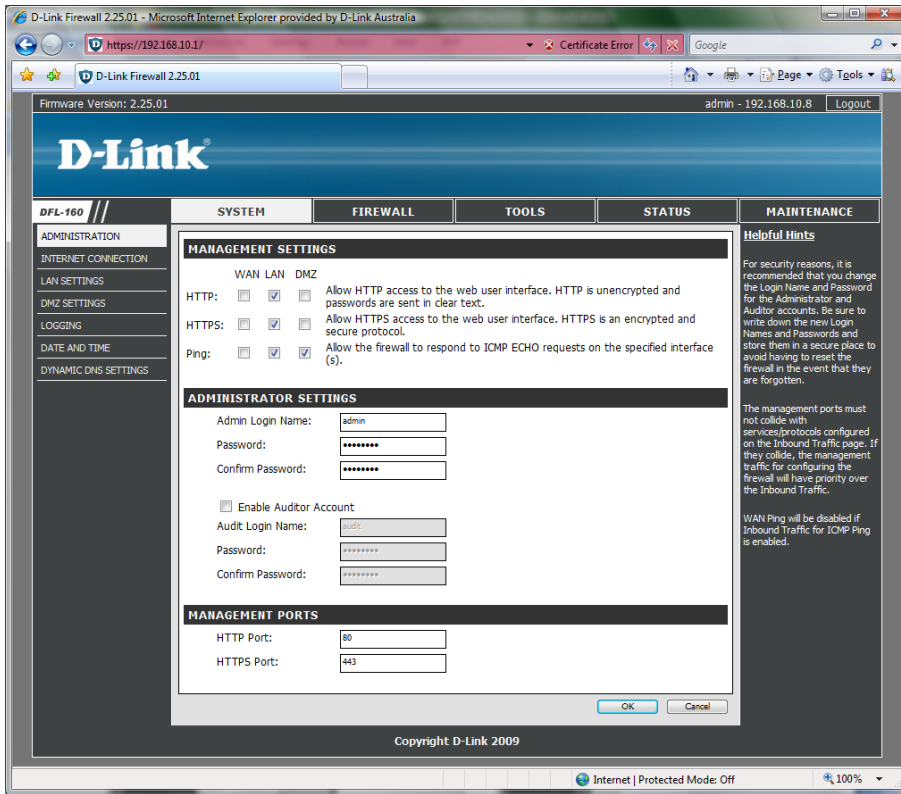 D-Link Firewall 2.25.01 - Microsoft Internet Explorer provided by D-Link Australia
https://192.168.10.1/
Certificate Error
Google
D-Link Firewall 2.25.01
Page
Tools
Firmware Version: 2.25.01
admin - 192.168.10.8
Logout
D-Link®
DFL-160
SYSTEM
FIREWALL
TOOLS
STATUS
MAINTENANCE
ADMINISTRATION
INTERNET CONNECTION
LAN SETTINGS
DMZ SETTINGS
LOGGING
DATE AND TIME
DYNAMIC DNS SETTINGS
MANAGEMENT SETTINGS
WAN LAN DMZ
HTTP:
Allow HTTP access to the web user interface. HTTP is unencrypted and
passwords are sent in clear text.
HTTPS:
Allow HTTPS access to the web user interface. HTTPS is an encrypted and
secure protocol.
Ping:
Allow the firewall to respond to ICMP ECHO requests on the specified interface
(s).
ADMINISTRATOR SETTINGS
Admin Login Name: admin
Password: ••••••••
Confirm Password: ••••••••
Enable Auditor Account
Audit Login Name: audit
Password: ••••••••
Confirm Password: ••••••••
MANAGEMENT PORTS
HTTP Port: 80
HTTPS Port: 443
OK
Cancel
Helpful Hints
For security reasons, it is
recommended that you change
the Login Name and Password
for the Administrator and
Auditor accounts. Be sure to
write down the new Login
Names and Passwords and
store them in a secure place to
avoid having to reset the
firewall in the event that they
are forgotten.
The management ports must
not collide with
services/protocols configured
on the Inbound Traffic page. If
they collide, the management
traffic for configuring the
firewall will have priority over
the Inbound Traffic.
WAN Ping will be disabled if
Inbound Traffic for ICMP Ping
is enabled.
Copyright D-Link 2009
Internet | Protected Mode: Off
100%